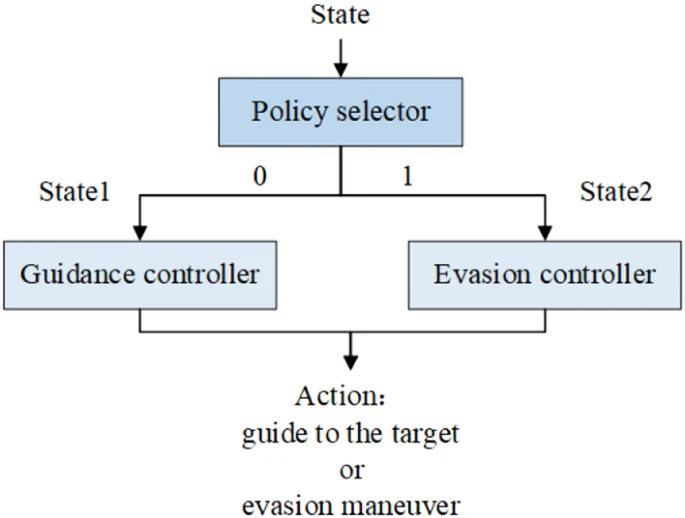 State
Policy selector
0
1
State1
State2
Guidance controller
Evasion controller
Action：
guide to the target
or
evasion maneuver